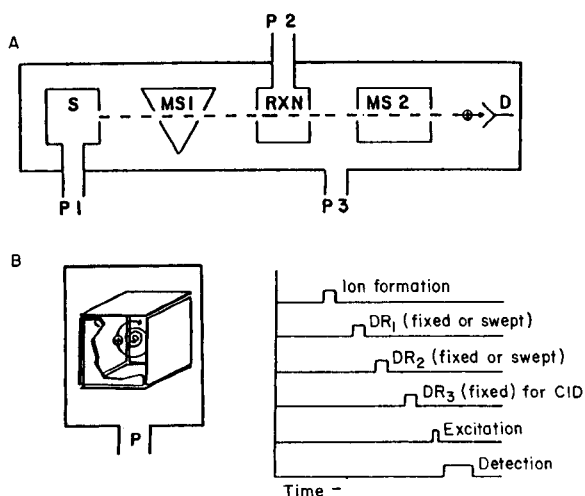 A
P 2
S
MS1
RXN
MS 2
D
P 1
P 3
B
P
Ion formation
DR₁ (fixed or swept)
DR₂ (fixed or swept)
DR₃ (fixed) for CID
Excitation
Detection
Time –